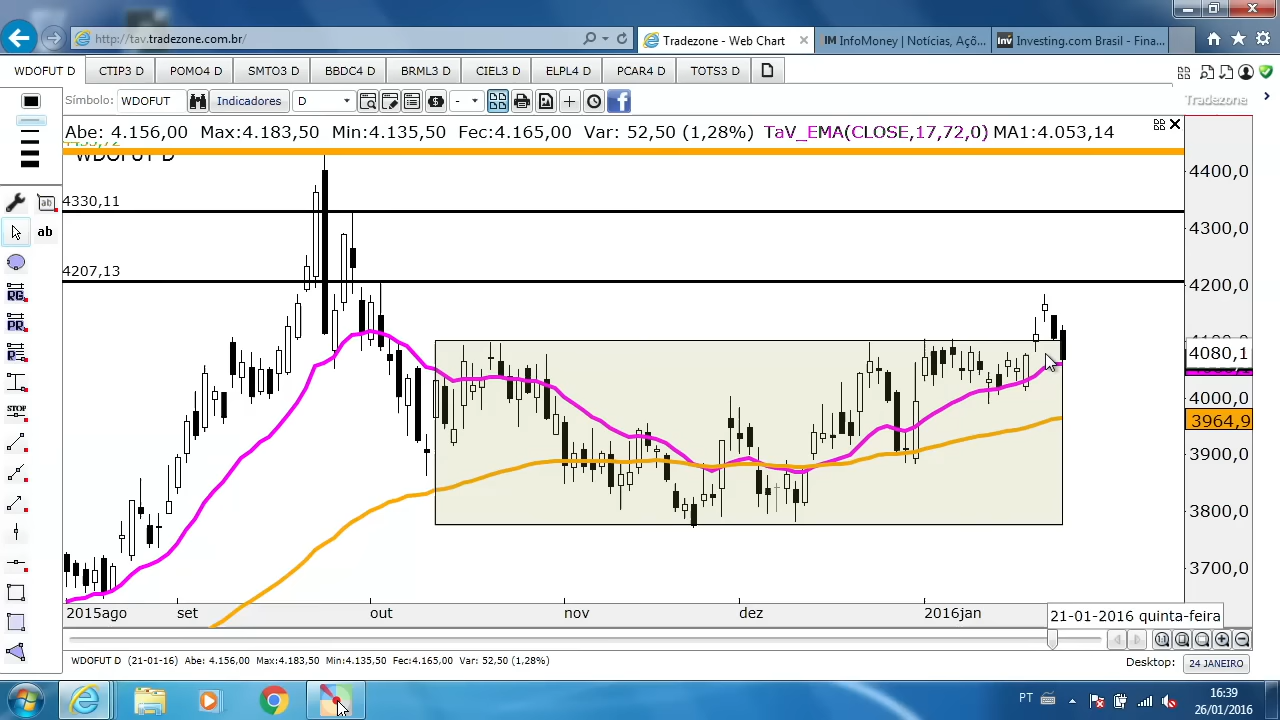 http://tav.tradezone.com.br/
Tradezone - Web Chart
InfoMoney | Notícias, Açõ...
Investing.com Brasil - Fina...
WDOFUT D
CTIP3 D
POMO4 D
SMTO3 D
BBDC4 D
BRML3 D
CIEL3 D
ELPL4 D
PCAR4 D
TOTS3 D
Símbolo:
WDOFUT
Indicadores
D
-
Tradezone
Abe: 4.156,00 Max:4.183,50 Min:4.135,50 Fec:4.165,00 Var: 52,50 (1,28%) TaV_EMA(CLOSE,17,72,0) MA1:4.053,14
WDOFUT D
4400,0
4330,11
4300,0
4207,13
4200,0
4080,1
4000,0
3964,9
3900,0
3800,0
3700,0
ab
ab
RG
PR
STOP
2015ago
set
out
nov
dez
2016jan
21-01-2016 quinta-feira
WDOFUT D (21-01-16) Abe: 4.156,00 Max:4.183,50 Min:4.135,50 Fec:4.165,00 Var: 52,50 (1,28%)
Desktop:
24 JANEIRO
PT
16:39
26/01/2016